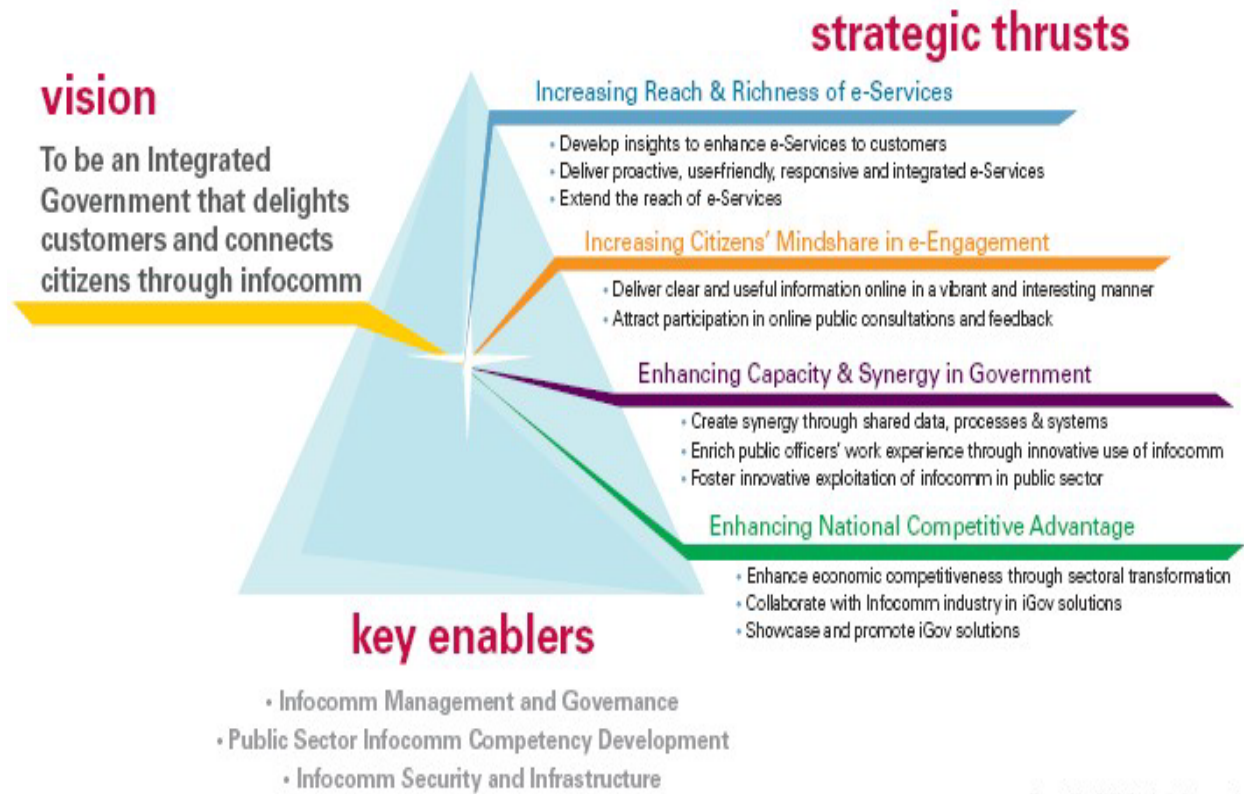 strategic thrusts
vision
To be an Integrated
Government that delights
customers and connects
citizens through infocomm
Increasing Reach & Richness of e-Services
• Develop insights to enhance e-Services to customers
• Deliver proactive, user-friendly, responsive and integrated e-Services
• Extend the reach of e-Services
Increasing Citizens' Mindshare in e-Engagement
• Deliver clear and useful information online in a vibrant and interesting manner
• Attract participation in online public consultations and feedback
Enhancing Capacity & Synergy in Government
• Create synergy through shared data, processes & systems
• Enrich public officers' work experience through innovative use of infocomm
• Foster innovative exploitation of infocomm in public sector
Enhancing National Competitive Advantage
• Enhance economic competitiveness through sectoral transformation
• Collaborate with Infocomm industry in iGov solutions
• Showcase and promote iGov solutions
key enablers
• Infocomm Management and Governance
• Public Sector Infocomm Competency Development
• Infocomm Security and Infrastructure